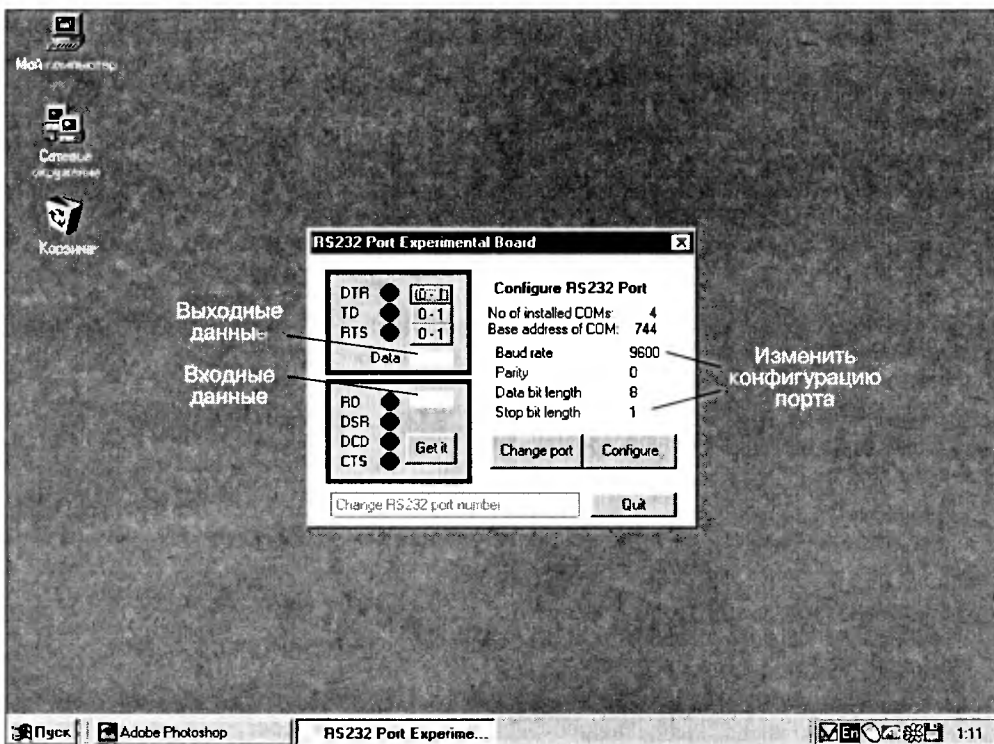 Мой компьютер
Сетевое
окружение
Корзина
RS232 Port Experimental Board
DTR
TD 0 - 1
RTS 0 - 1
Data
RD
DSR
DCD
CTS
Get it
Configure RS232 Port
No of installed COMs: 4
Base address of COM: 744
Baud rate 9600
Parity 0
Data bit length 8
Stop bit length 1
Change port
Configure
Change RS232 port number
Quit
Выходные
данные
Входные
данные
Изменить
конфигурацию
порта
Пуск
Adobe Photoshop
RS232 Port Experime...
En
1:11